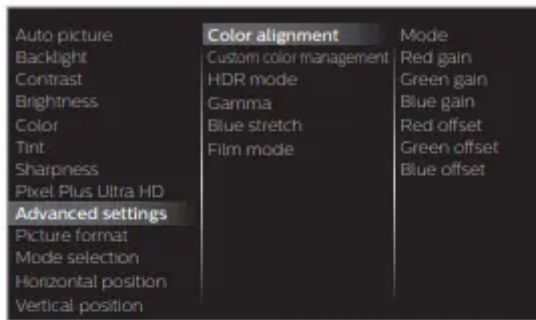 Auto picture
Backlight
Contrast
Brightness
Color
Tint
Sharpness
Pixel Plus Ultra HD
Advanced settings
Picture format
Mode selection
Horizontal position
Vertical position
Color alignment
Custom color management
HDR mode
Gamma
Blue stretch
Film mode
Mode
Red gain
Green gain
Blue gain
Red offset
Green offset
Blue offset